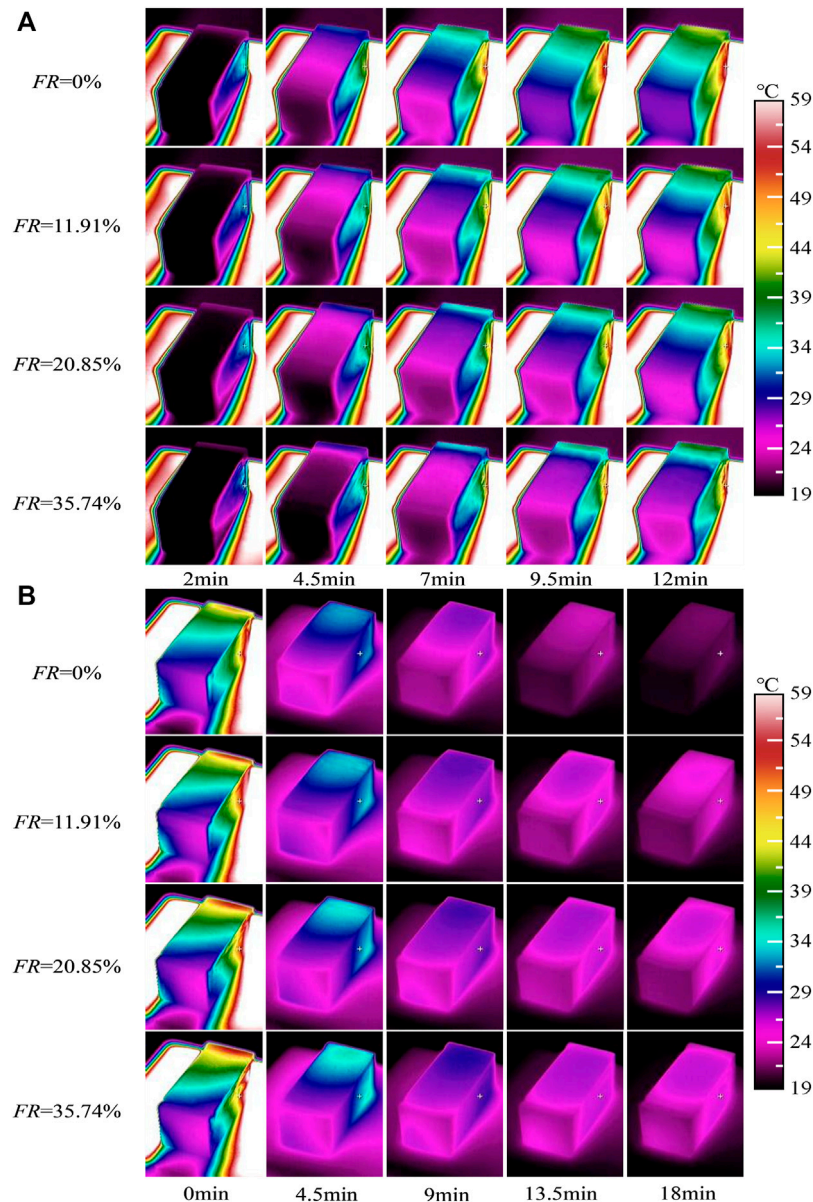 A
FR=0%
FR=11.91%
FR=20.85%
FR=35.74%
2min 4.5min 7min 9.5min 12min
°C
59
54
49
44
39
34
29
24
19
B
FR=0%
FR=11.91%
FR=20.85%
FR=35.74%
0min 4.5min 9min 13.5min 18min
°C
59
54
49
44
39
34
29
24
19